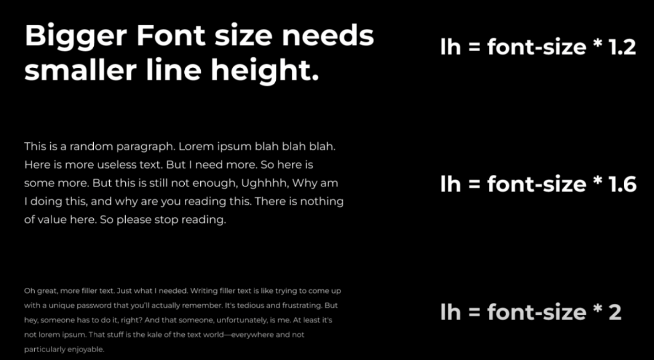 Bigger Font size needs
smaller line height.
lh = font-size * 1.2
This is a random paragraph. Lorem ipsum blah blah blah.
Here is more useless text. But I need more. So here is
some more. But this is still not enough, Ughhhh, Why am
I doing this, and why are you reading this. There is nothing
of value here. So please stop reading.
lh = font-size * 1.6
Oh great, more filler text. Just what I needed. Writing filler text is like trying to come up
with a unique password that you'll actually remember. It's tedious and frustrating. But
hey, someone has to do it, right? And that someone, unfortunately, is me. At least it's
not lorem ipsum. That stuff is the kale of the text world—everywhere and not
particularly enjoyable.
lh = font-size * 2